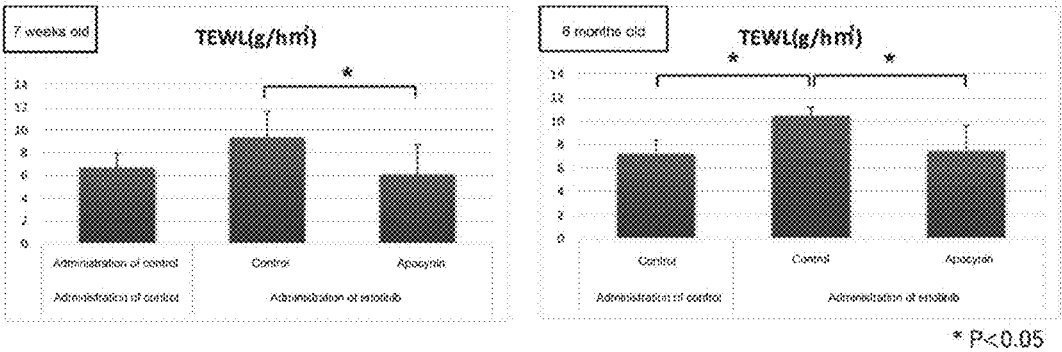 7 weeks old
TEWL(g/hm²)
*
14
12
10
8
6
4
2
0
Administration of control
Control
Apocynin
Administration of control
Administration of erlotinib
6 months old
TEWL(g/hm²)
*
*
14
12
10
8
6
4
2
0
Control
Control
Apocynin
Administration of control
Administration of erlotinib
* P<0.05